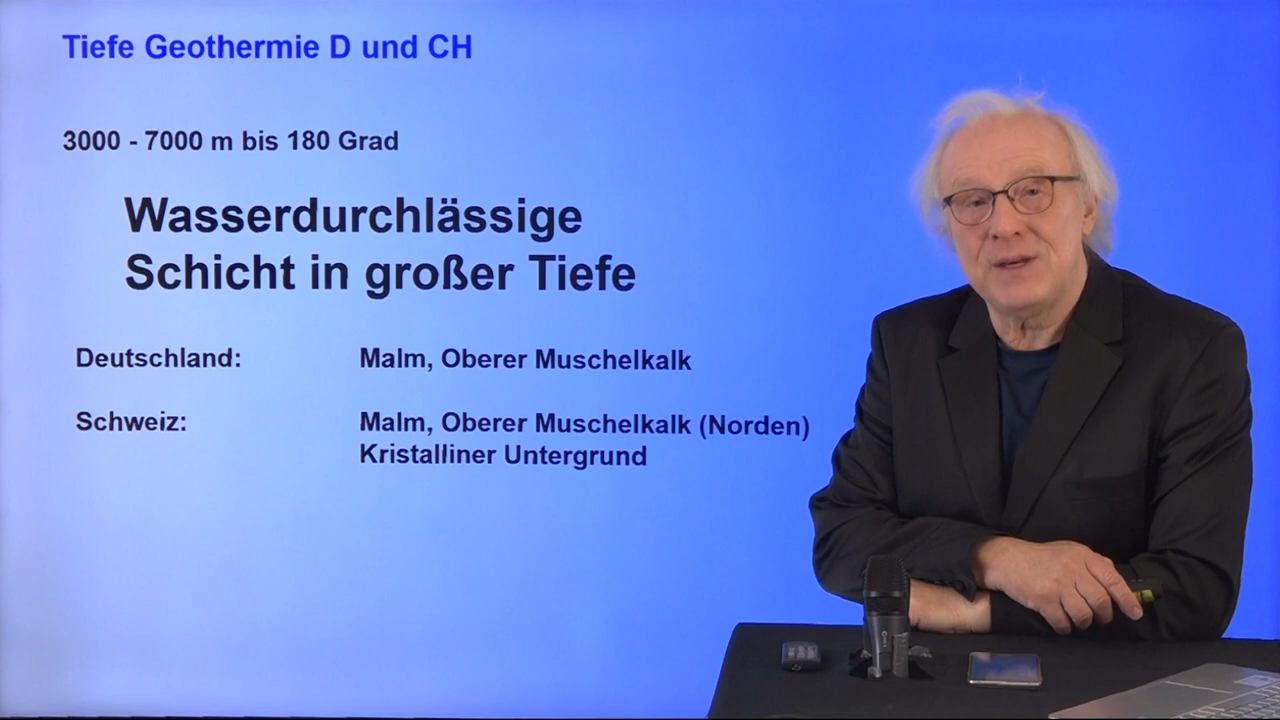 Tiefe Geothermie D und CH
3000 - 7000 m bis 180 Grad
Wasserdurchlässige
Schicht in großer Tiefe
Deutschland: Malm, Oberer Muschelkalk
Schweiz: Malm, Oberer Muschelkalk (Norden)
Kristalliner Untergrund